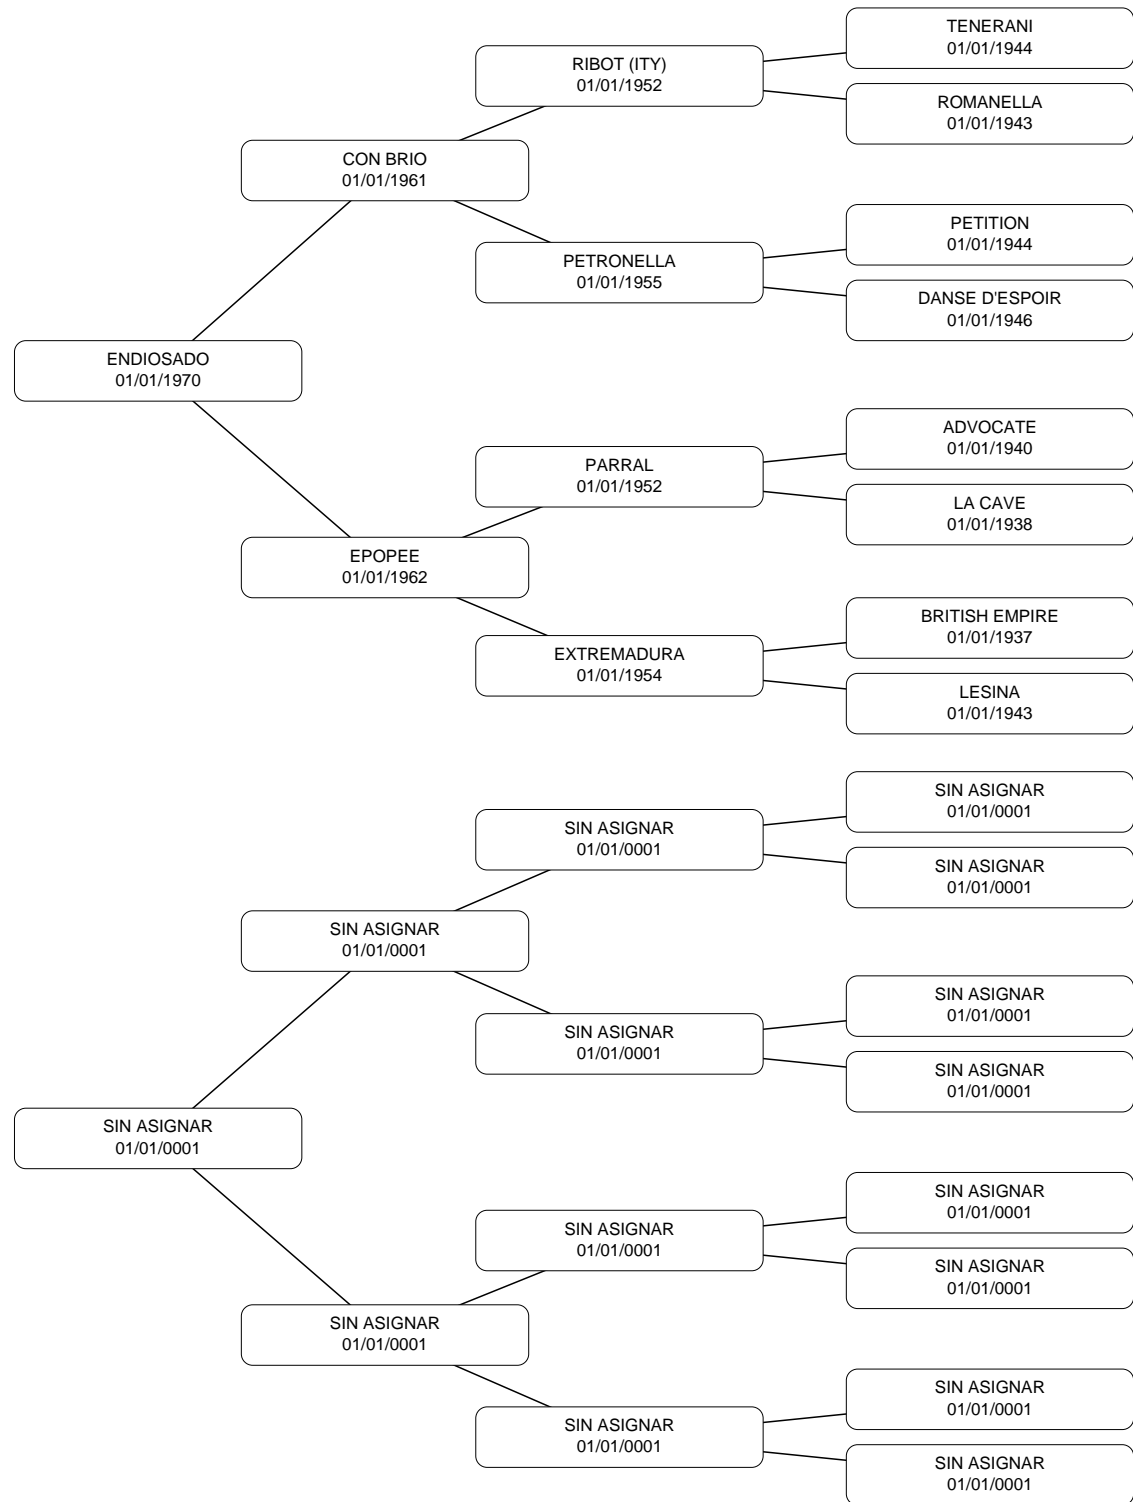 TENERANI
01/01/1944
RIBOT (ITY)
01/01/1952
ROMANELLA
01/01/1943
CON BRIO
01/01/1961
PETITION
01/01/1944
PETRONELLA
01/01/1955
DANSE D'ESPOIR
01/01/1946
ENDIOSADO
01/01/1970
ADVOCATE
01/01/1940
PARRAL
01/01/1952
LA CAVE
01/01/1938
EPOPEE
01/01/1962
BRITISH EMPIRE
01/01/1937
EXTREMADURA
01/01/1954
LESINA
01/01/1943
SIN ASIGNAR
01/01/0001
SIN ASIGNAR
01/01/0001
SIN ASIGNAR
01/01/0001
SIN ASIGNAR
01/01/0001
SIN ASIGNAR
01/01/0001
SIN ASIGNAR
01/01/0001
SIN ASIGNAR
01/01/0001
SIN ASIGNAR
01/01/0001
SIN ASIGNAR
01/01/0001
SIN ASIGNAR
01/01/0001
SIN ASIGNAR
01/01/0001
SIN ASIGNAR
01/01/0001
SIN ASIGNAR
01/01/0001
SIN ASIGNAR
01/01/0001
SIN ASIGNAR
01/01/0001